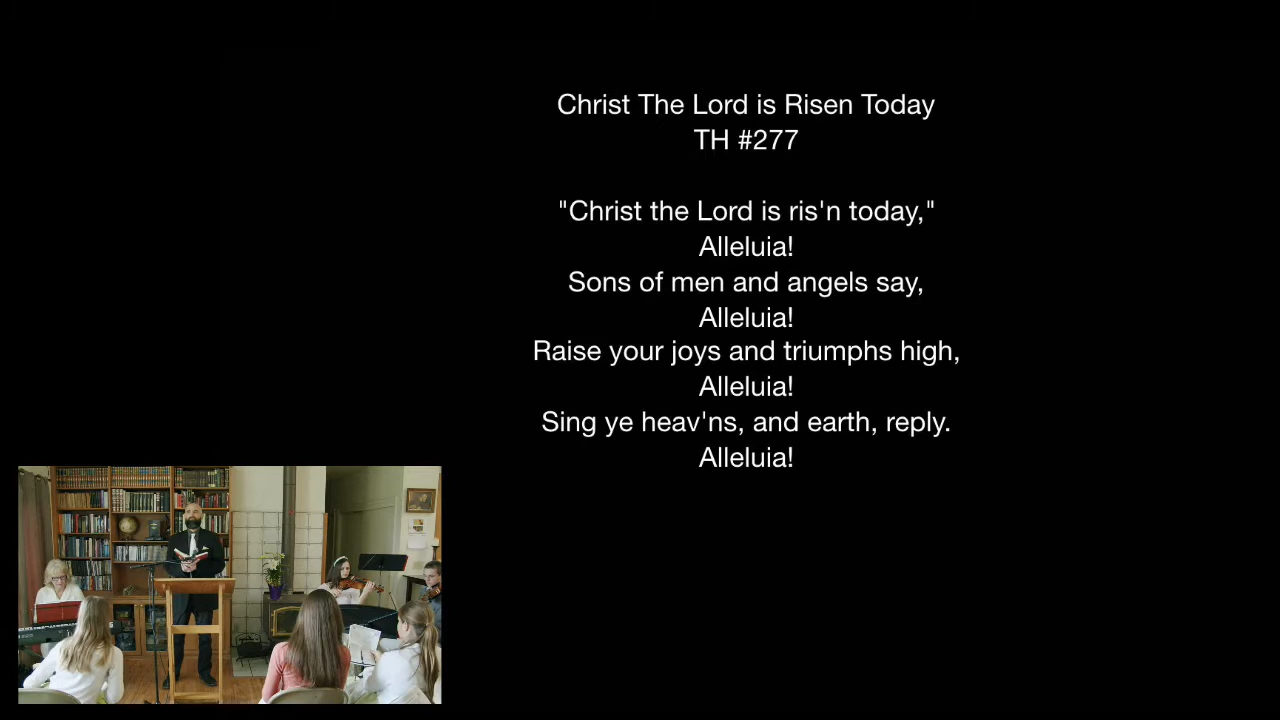 Christ The Lord is Risen Today
TH #277
"Christ the Lord is ris'n today,"
Alleluia!
Sons of men and angels say,
Alleluia!
Raise your joys and triumphs high,
Alleluia!
Sing ye heav'ns, and earth, reply.
Alleluia!